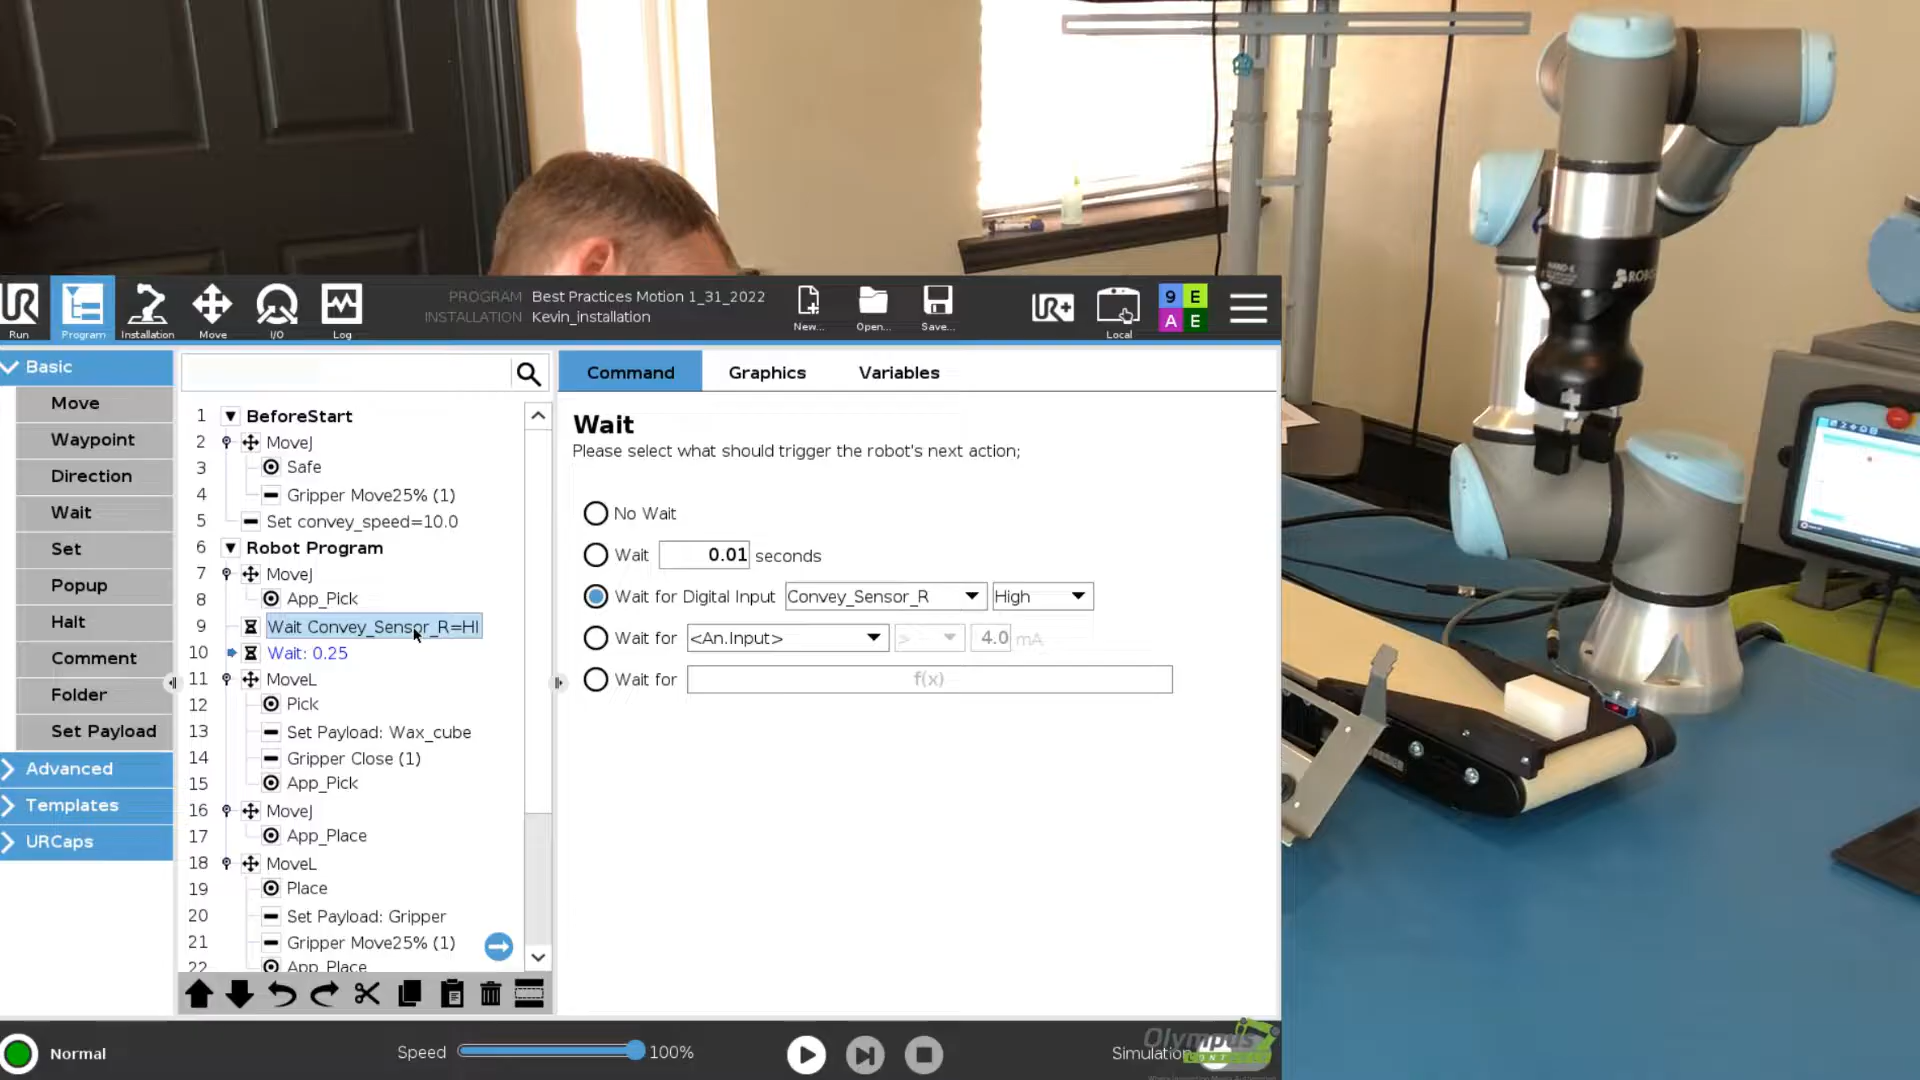 Run
Program
Installation
Move
I/O
Log
PROGRAM Best Practices Motion 1_31_2022
INSTALLATION Kevin_installation
New...
Open...
Save...
UR+
Local
9 E
A E
Basic
Move
Waypoint
Direction
Wait
Set
Popup
Halt
Comment
Folder
Set Payload
Advanced
Templates
URCaps
1 BeforeStart
2 MoveJ
3 Safe
4 Gripper Move25% (1)
5 Set convey_speed=10.0
6 Robot Program
7 MoveJ
8 App_Pick
9 Wait Convey_Sensor_R=HI
10 Wait: 0.25
11 MoveL
12 Pick
13 Set Payload: Wax_cube
14 Gripper Close (1)
15 App_Pick
16 MoveJ
17 App_Place
18 MoveL
19 Place
20 Set Payload: Gripper
21 Gripper Move25% (1)
22 App_Place
Command
Graphics
Variables
Wait
Please select what should trigger the robot's next action;
No Wait
Wait 0.01 seconds
Wait for Digital Input Convey_Sensor_R High
Wait for <An.Input> > 4.0 mA
Wait for f(x)
Normal
Speed 100%
Simulation
Olympus
HAND-E